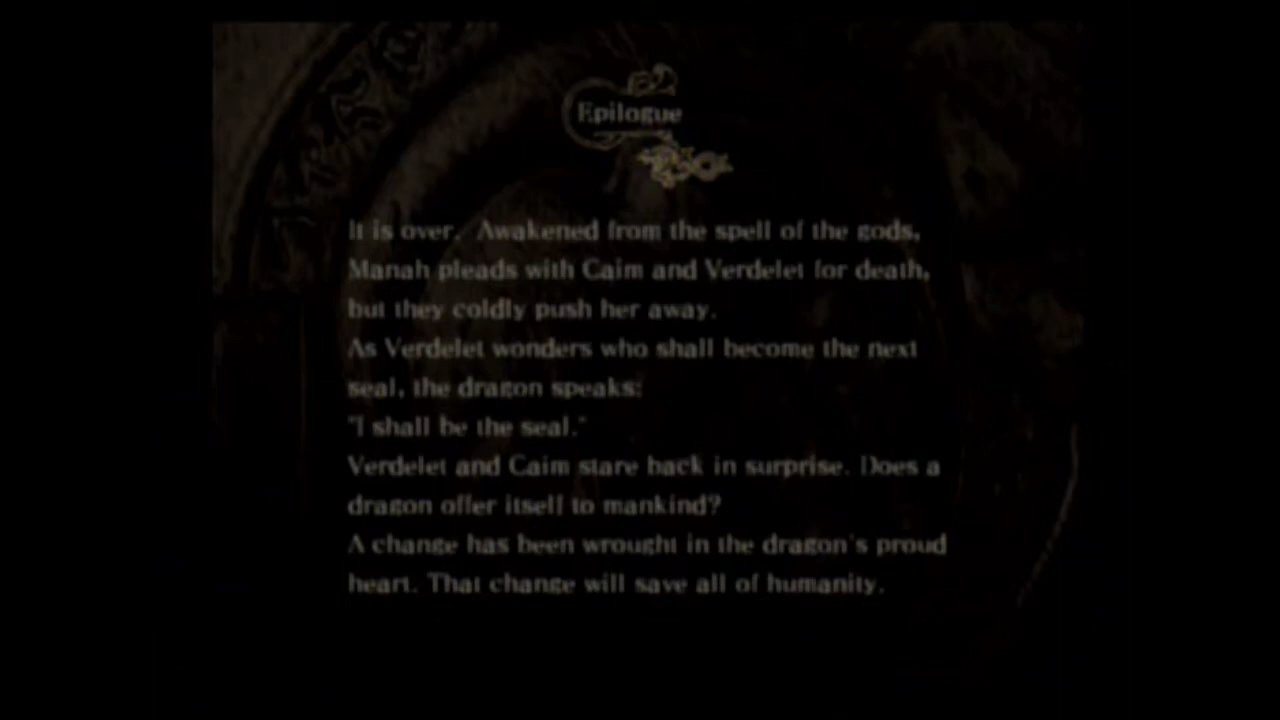 Epilogue
It is over. Awakened from the spell of the gods,
Manah pleads with Caim and Verdelet for death,
but they coldly push her away.
As Verdelet wonders who shall become the next
seal, the dragon speaks:
"I shall be the seal."
Verdelet and Caim stare back in surprise. Does a
dragon offer itself to mankind?
A change has been wrought in the dragon's proud
heart. That change will save all of humanity.